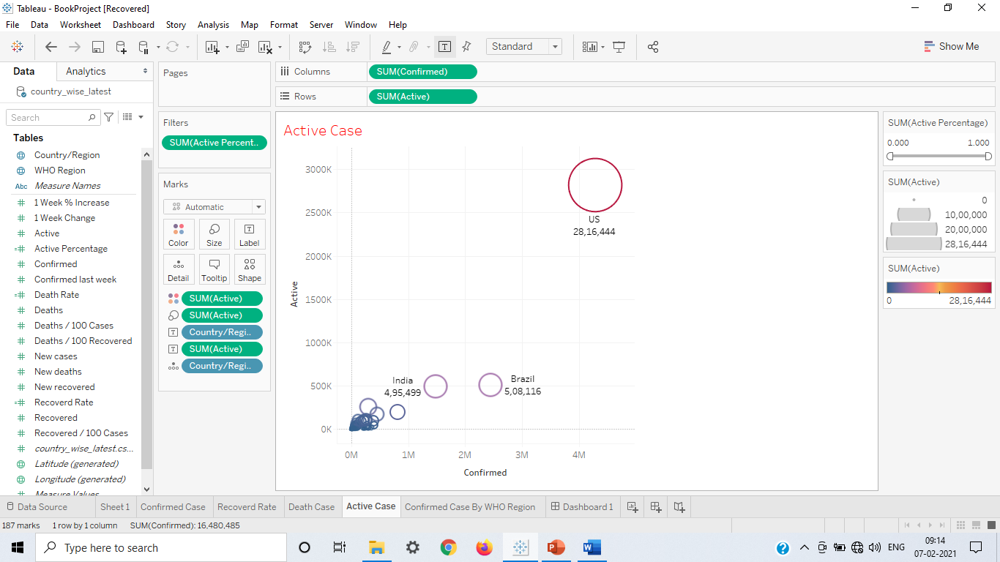 Tableau - BookProject [Recovered]
File Data Worksheet Dashboard Story Analysis Map Format Server Window Help
Standard
Show Me
Data Analytics
country_wise_latest
Search
Tables
Country/Region
WHO Region
Abc Measure Names
1 Week % Increase
1 Week Change
Active
Active Percentage
Confirmed
Confirmed last week
Death Rate
Deaths
Deaths / 100 Cases
Deaths / 100 Recovered
New cases
New deaths
New recovered
Recoverd Rate
Recovered
Recovered / 100 Cases
country_wise_latest.cs...
Latitude (generated)
Longitude (generated)
Measure Values
Pages
Filters
SUM(Active Percent..
Marks
Automatic
Color Size Label
Detail Tooltip Shape
SUM(Active)
SUM(Active)
Country/Regi..
SUM(Active)
Country/Regi..
Columns SUM(Confirmed)
Rows SUM(Active)
Active Case
3000K
2500K
2000K
1500K
1000K
500K
0K
Active
US
28,16,444
India
4,95,499
Brazil
5,08,116
0M 1M 2M 3M 4M
Confirmed
SUM(Active Percentage)
0.000 1.000
SUM(Active)
0
10,00,000
20,00,000
28,16,444
SUM(Active)
0 28,16,444
Data Source Sheet 1 Confirmed Case Recoverd Rate Death Case Active Case Confirmed Case By WHO Region Dashboard 1
187 marks 1 row by 1 column SUM(Confirmed): 16,480,485
Type here to search
ENG
09:14
07-02-2021